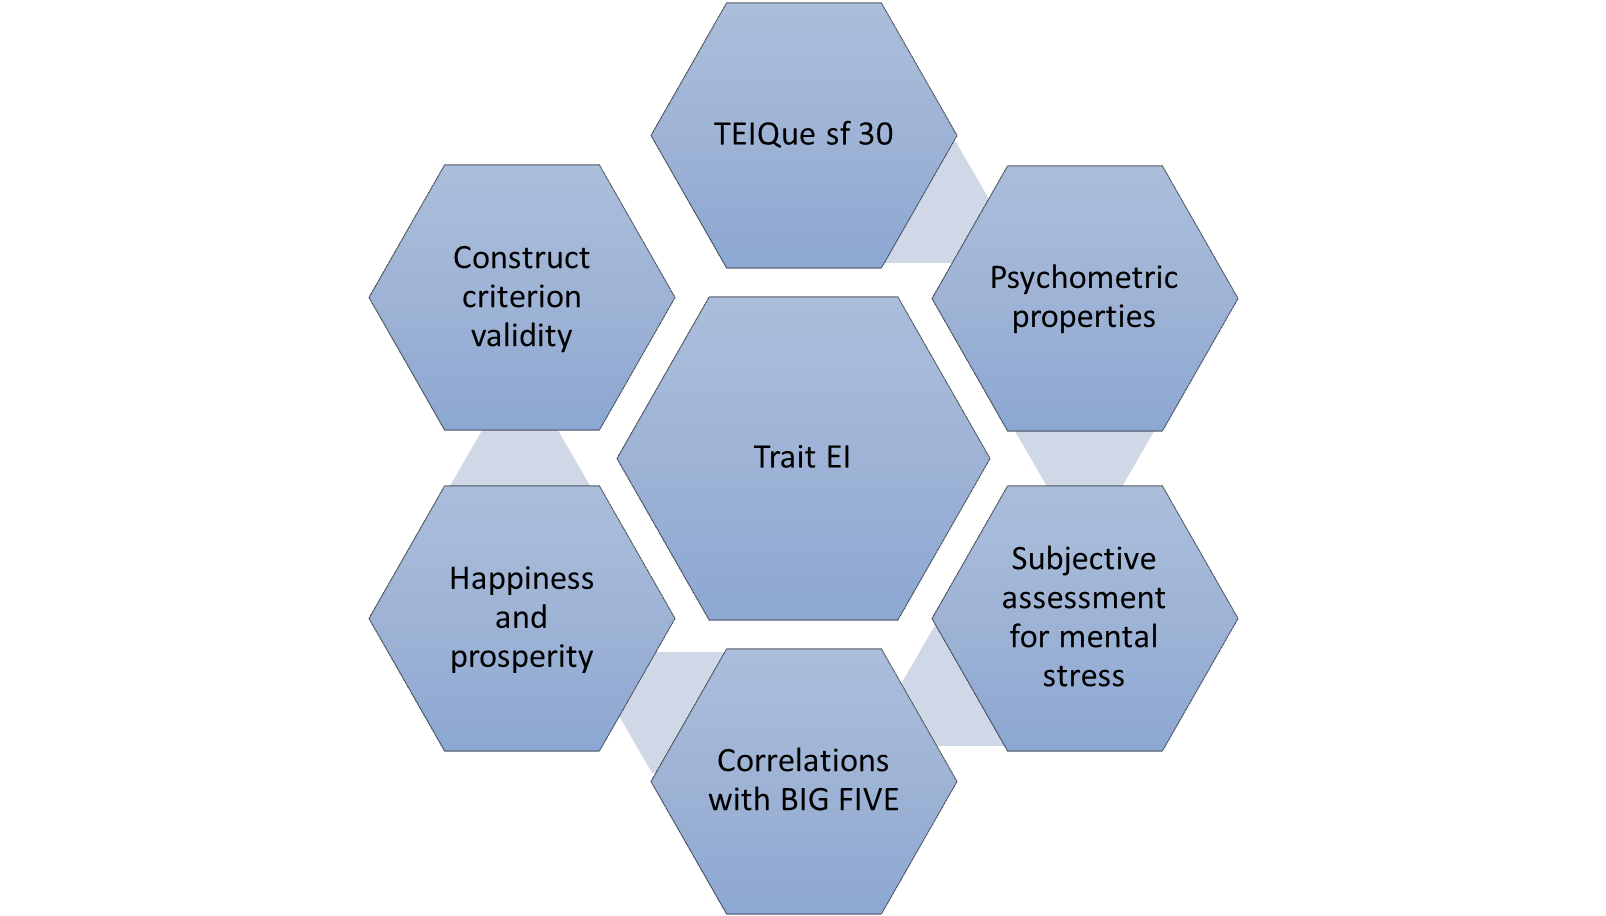 TEIQue sf 30
Psychometric
properties
Subjective
assessment
for mental
stress
Correlations
with BIG FIVE
Happiness
and
prosperity
Construct
criterion
validity
Trait EI